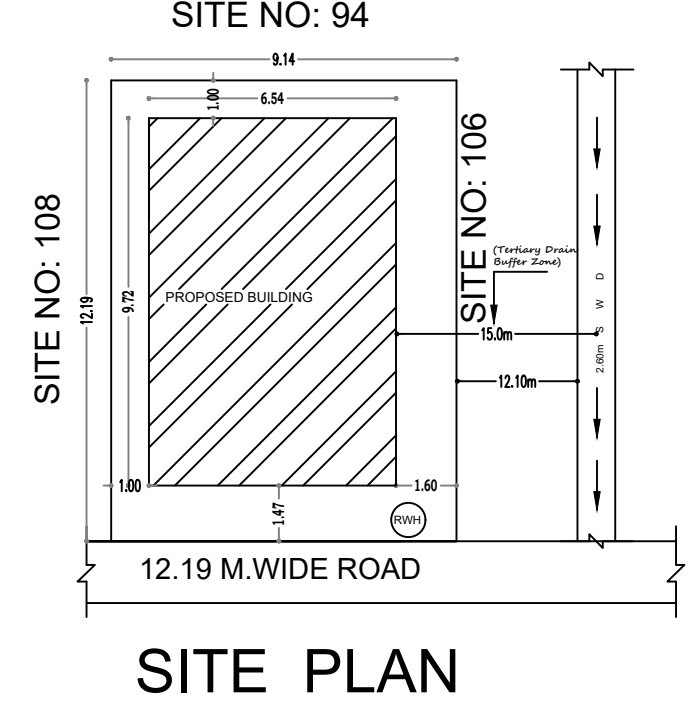 SITE NO: 94
9.14
1.00
6.54
SITE NO: 108
12.19
9.72
PROPOSED BUILDING
SITE NO: 106
(Tertiary Drain
Buffer Zone)
15.0m
12.10m
2.60m S W D
1.00
1.47
1.60
RWH
12.19 M.WIDE ROAD
SITE PLAN